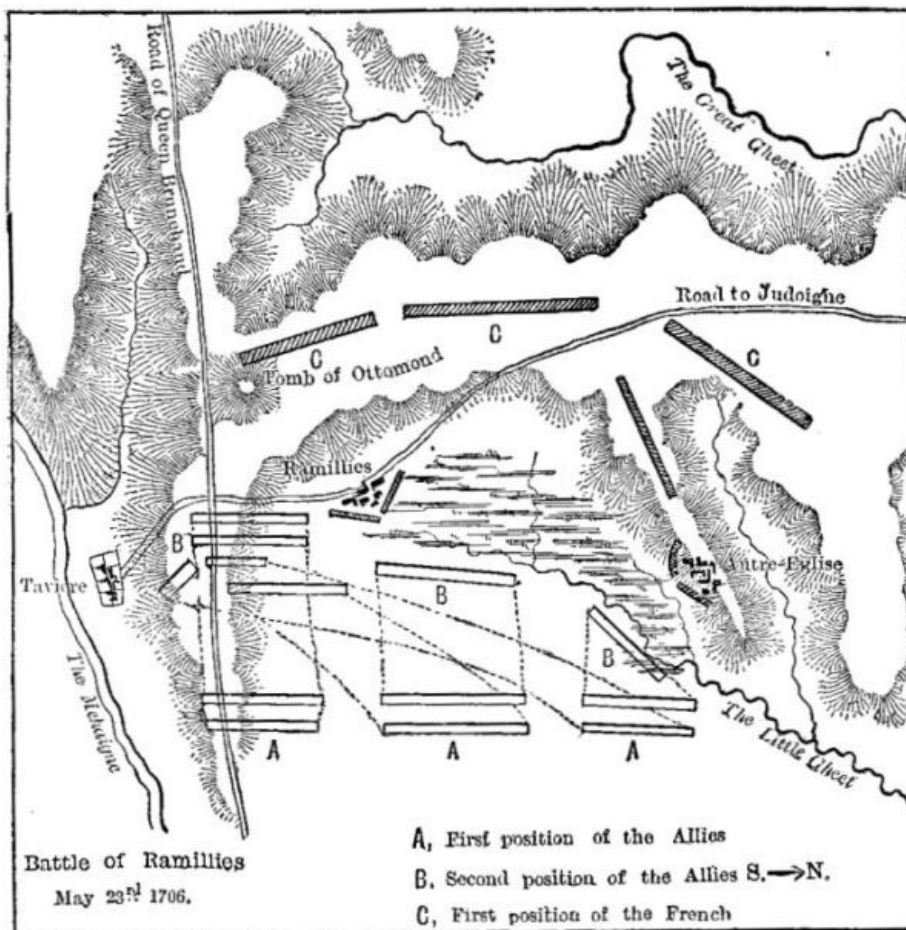 Road of Queen Brunehand
The Great Gheet
Road to Judoigne
C
C
C
Tomb of Ottomond
Ramillies
B
Taviere
Autre-Eglise
B
B
The Mehaigne
The Little Gheet
A
A
A
Battle of Ramillies
May 23rd 1706.
A, First position of the Allies
B, Second position of the Allies S.→N.
C, First position of the French